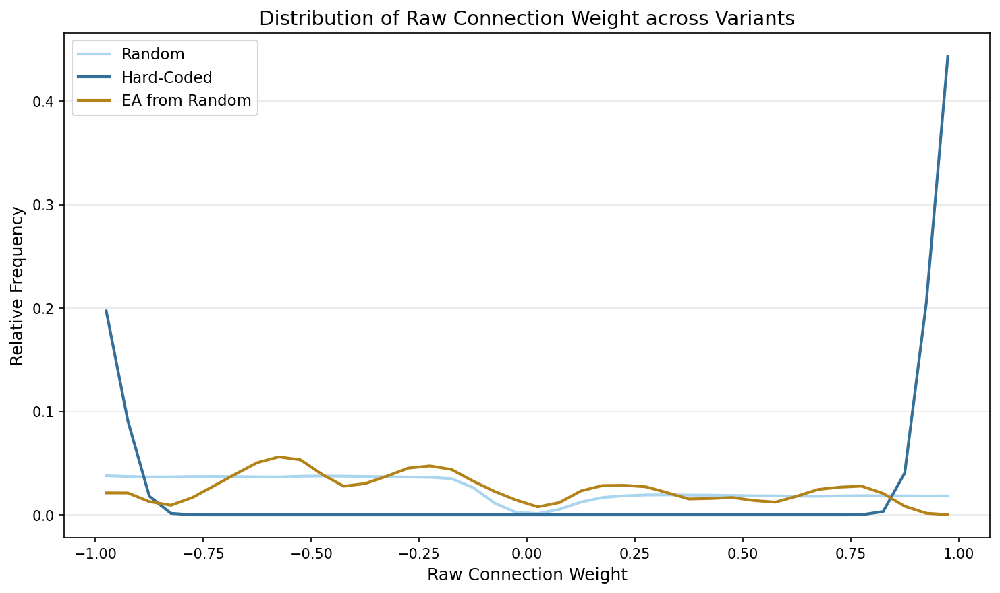 Distribution of Raw Connection Weight across Variants
Random
Hard-Coded
EA from Random
Relative Frequency
0.4
0.3
0.2
0.1
0.0
−1.00 −0.75 −0.50 −0.25 0.00 0.25 0.50 0.75 1.00
Raw Connection Weight